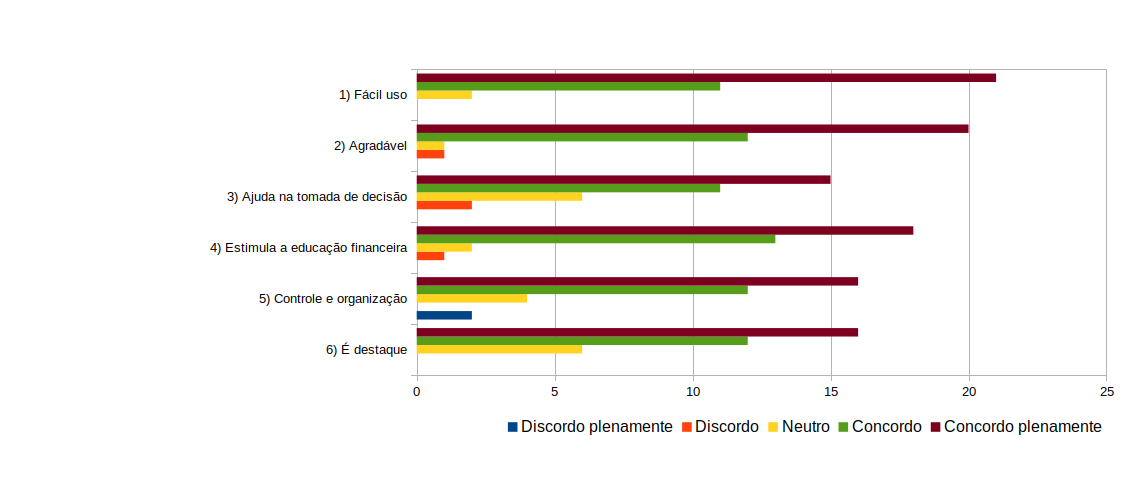 1) Fácil uso
2) Agradável
3) Ajuda na tomada de decisão
4) Estimula a educação financeira
5) Controle e organização
6) É destaque
0 5 10 15 20 25
Discordo plenamente Discordo Neutro Concordo Concordo plenamente